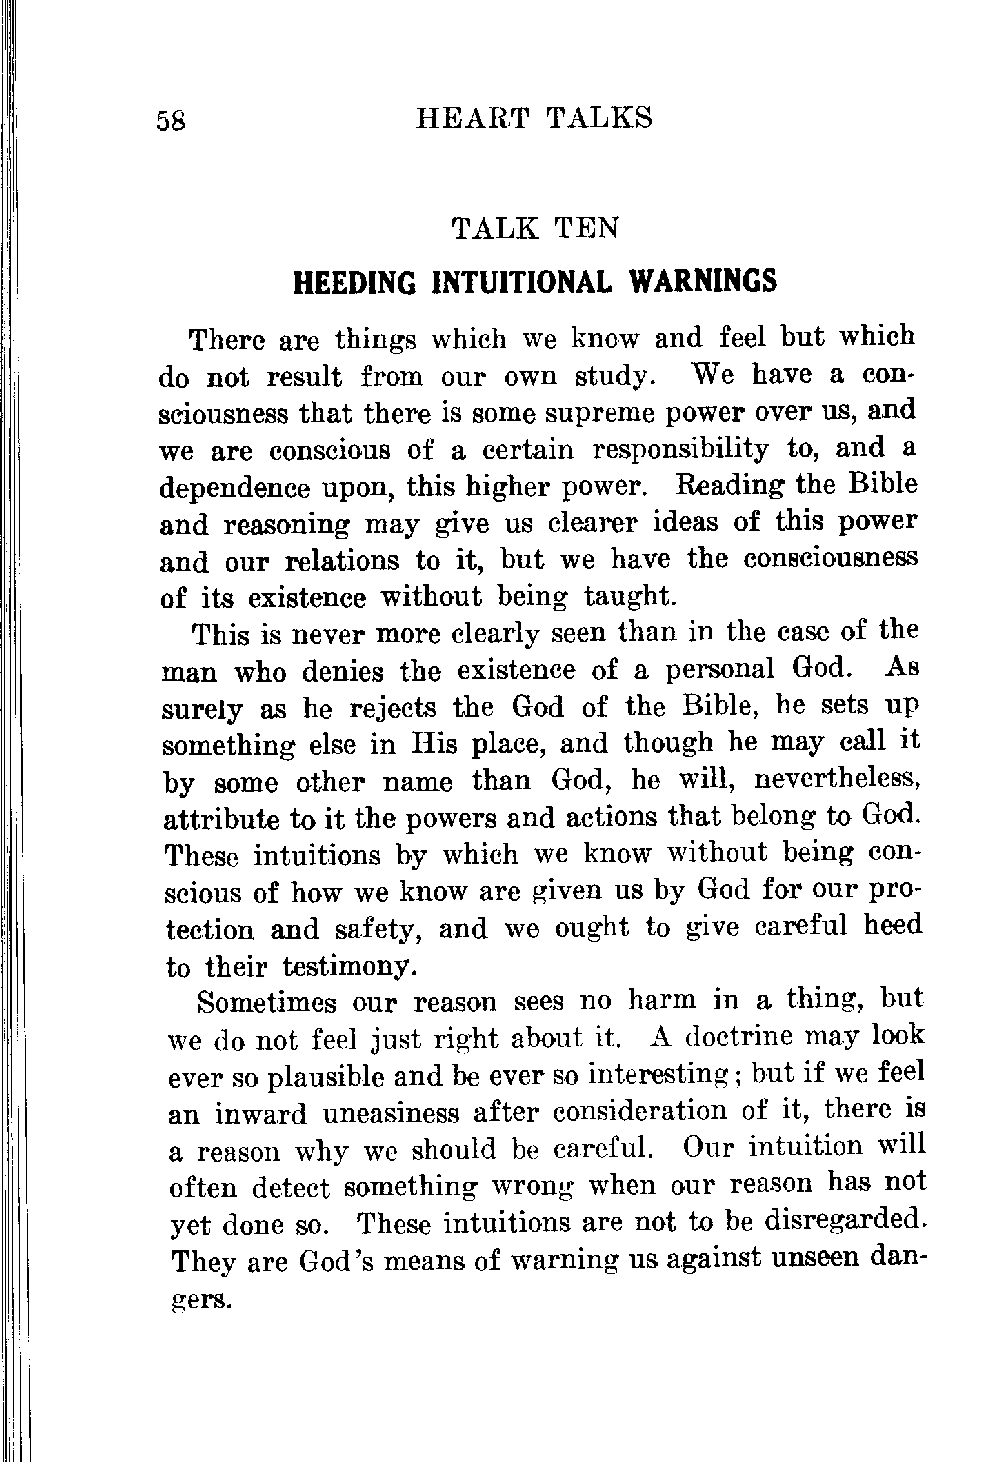 58 HEART TALKS
TALK TEN
HEEDING INTUITIONAL WARNINGS
There are things which we know and feel but which
do not result from our own study. We have a con-
sciousness that there is some supreme power over us, and
we are conscious of a certain responsibility to, and a
dependence upon, this higher power. Reading the Bible
and reasoning may give us clearer ideas of this power
and our relations to it, but we have the consciousness
of its existence without being taught.
This is never more clearly seen than in the case of the
man who denies the existence of a personal God. As
surely as he rejects the God of the Bible, he sets up
something else in His place, and though he may call it
by some other name than God, he will, nevertheless,
attribute to it the powers and actions that belong to God.
These intuitions by which we know without being con-
scious of how we know are given us by God for our pro-
tection and safety, and we ought to give careful heed
to their testimony.
Sometimes our reason sees no harm in a thing, but
we do not feel just right about it. A doctrine may look
ever so plausible and be ever so interesting; but if we feel
an inward uneasiness after consideration of it, there is
a reason why we should be careful. Our intuition will
often detect something wrong when our reason has not
yet done so. These intuitions are not to be disregarded.
They are God's means of warning us against unseen dan-
gers.